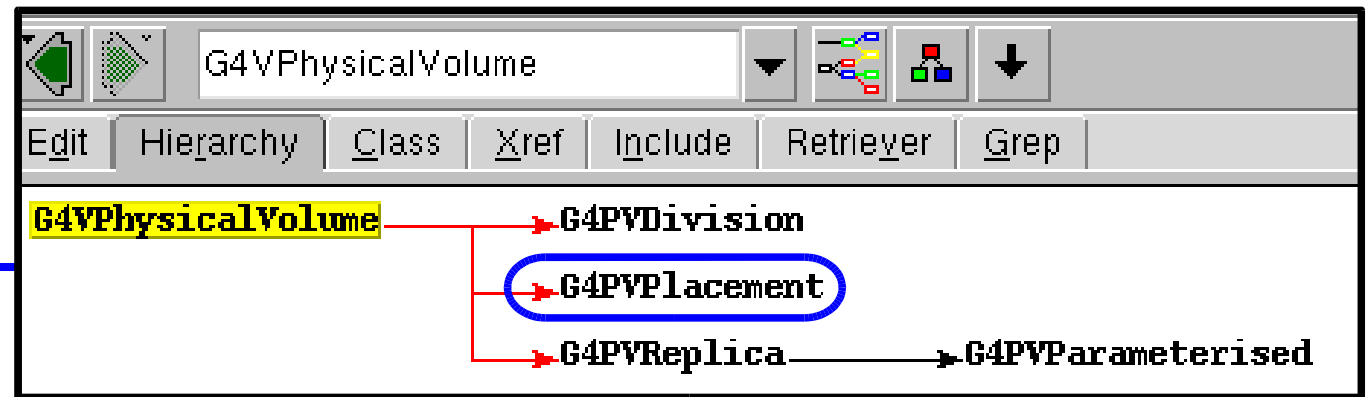 G4VPhysicalVolume
Edit Hierarchy Class Xref Include Retriever Grep
G4VPhysicalVolume G4PVDivision
G4PVPlacement
G4PVReplica G4PVParameterised